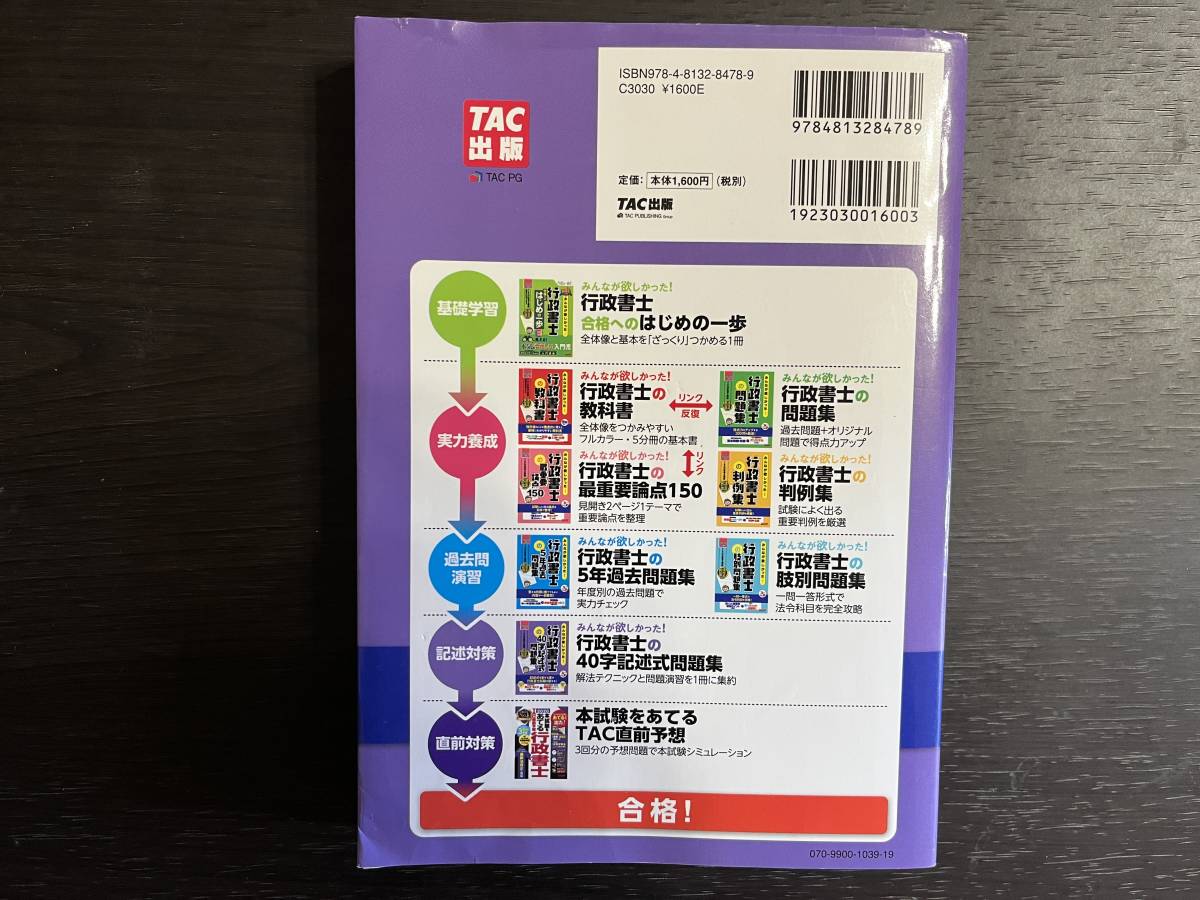 TAC
出版
TAC PG
ISBN978-4-8132-8478-9
C3030 ¥1600E
9784813284789
定価：本体1,600円（税別）
TAC出版
TAC PUBLISHING Group
1923030016003
基礎学習
みんなが欲しかった！
行政書士
合格へのはじめの一歩
全体像と基本を「ざっくり」つかめる1冊
実力養成
みんなが欲しかった！
行政書士の
教科書
全体像をつかみやすい
フルカラー・5分冊の基本書
リンク
反復
みんなが欲しかった！
行政書士の
問題集
過去問題+オリジナル
問題で得点力アップ
みんなが欲しかった！
行政書士の
最重要論点150
見開き2ページ1テーマで
重要論点を整理
リンク
みんなが欲しかった！
行政書士の
判例集
試験によく出る
重要判例を厳選
過去問
演習
みんなが欲しかった！
行政書士の
5年過去問題集
年度別の過去問題で
実力チェック
みんなが欲しかった！
行政書士の
肢別問題集
一問一答形式で
法令科目を完全攻略
記述対策
みんなが欲しかった！
行政書士の
40字記述式問題集
解法テクニックと問題演習を1冊に集約
直前対策
本試験をあてる
TAC直前予想
3回分の予想問題で本試験シミュレーション
合格！
070-9900-1039-19